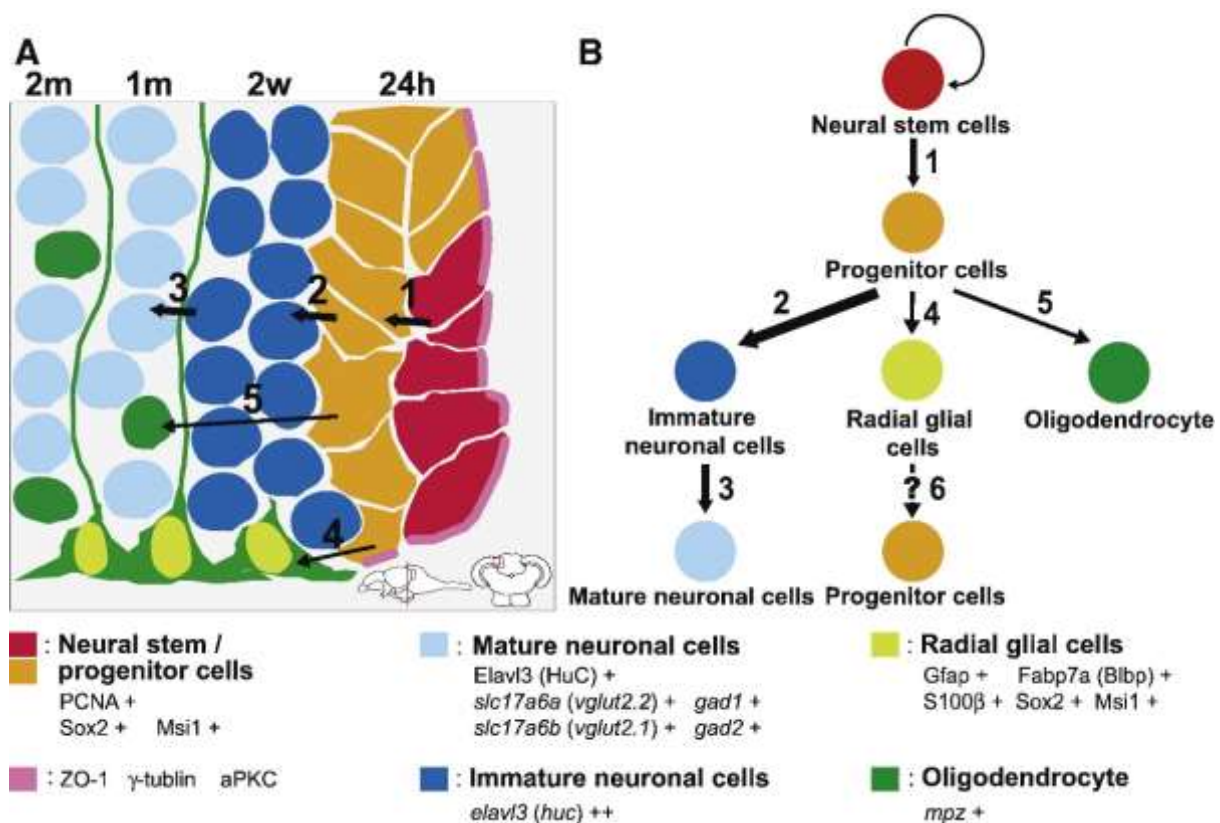 A
B
2m 1m 2w 24h
3 2 1
5
4
Neural stem cells
1
Progenitor cells
2 4 5
Immature
neuronal cells
Radial glial
cells
Oligodendrocyte
3 ? 6
Mature neuronal cells
Progenitor cells
: Neural stem /
progenitor cells
PCNA +
Sox2 + Msi1 +
: ZO-1 γ-tublin aPKC
: Mature neuronal cells
Elavl3 (HuC) +
slc17a6a (vglut2.2) + gad1 +
slc17a6b (vglut2.1) + gad2 +
: Immature neuronal cells
elavl3 (huc) ++
: Radial glial cells
Gfap + Fabp7a (Blbp) +
S100β + Sox2 + Msi1 +
: Oligodendrocyte
mpz +